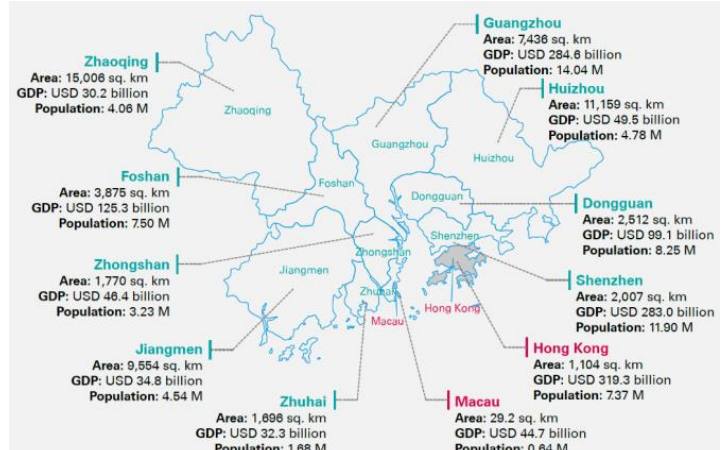 Guangzhou
Area: 7,436 sq. km
GDP: USD 284.6 billion
Population: 14.04 M
Zhaoqing
Area: 15,006 sq. km
GDP: USD 30.2 billion
Population: 4.06 M
Huizhou
Area: 11,159 sq. km
GDP: USD 49.5 billion
Population: 4.78 M
Zhaoqing
Guangzhou
Huizhou
Foshan
Area: 3,875 sq. km
GDP: USD 125.3 billion
Population: 7.50 M
Foshan
Dongguan
Dongguan
Area: 2,512 sq. km
GDP: USD 99.1 billion
Population: 8.25 M
Shenzhen
Zhongshan
Area: 1,770 sq. km
GDP: USD 46.4 billion
Population: 3.23 M
Zhongshan
Jiangmen
Zhuhai
Macau
Hong Kong
Shenzhen
Area: 2,007 sq. km
GDP: USD 283.0 billion
Population: 11.90 M
Jiangmen
Area: 9,554 sq. km
GDP: USD 34.8 billion
Population: 4.54 M
Hong Kong
Area: 1,104 sq. km
GDP: USD 319.3 billion
Population: 7.37 M
Zhuhai
Area: 1,696 sq. km
GDP: USD 32.3 billion
Population: 1.68 M
Macau
Area: 29.2 sq. km
GDP: USD 44.7 billion
Population: 0.64 M